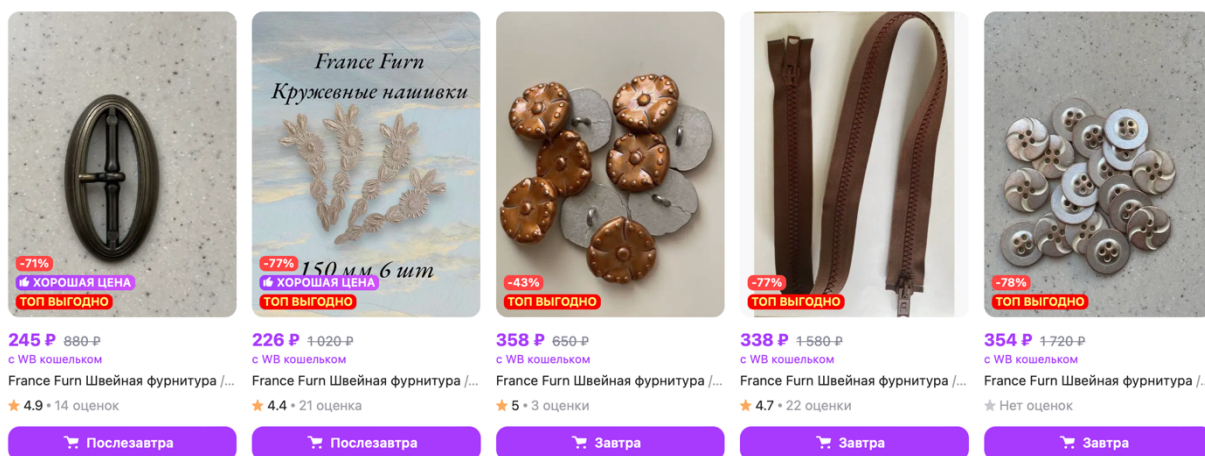 France Furn
Кружевные нашивки
150 мм 6 шт
-71%
ХОРОШАЯ ЦЕНА
ТОП ВЫГОДНО
245 ₽ 880 ₽
с WB кошельком
France Furn Швейная фурнитура /...
4.9 • 14 оценок
Послезавтра
-77%
ХОРОШАЯ ЦЕНА
ТОП ВЫГОДНО
226 ₽ 1 020 ₽
с WB кошельком
France Furn Швейная фурнитура /...
4.4 • 21 оценка
Послезавтра
-43%
ТОП ВЫГОДНО
358 ₽ 650 ₽
с WB кошельком
France Furn Швейная фурнитура /...
5 • 3 оценки
Завтра
-77%
ТОП ВЫГОДНО
338 ₽ 1 580 ₽
с WB кошельком
France Furn Швейная фурнитура /...
4.7 • 22 оценки
Завтра
-78%
ТОП ВЫГОДНО
354 ₽ 1 720 ₽
с WB кошельком
France Furn Швейная фурнитура /...
Нет оценок
Завтра